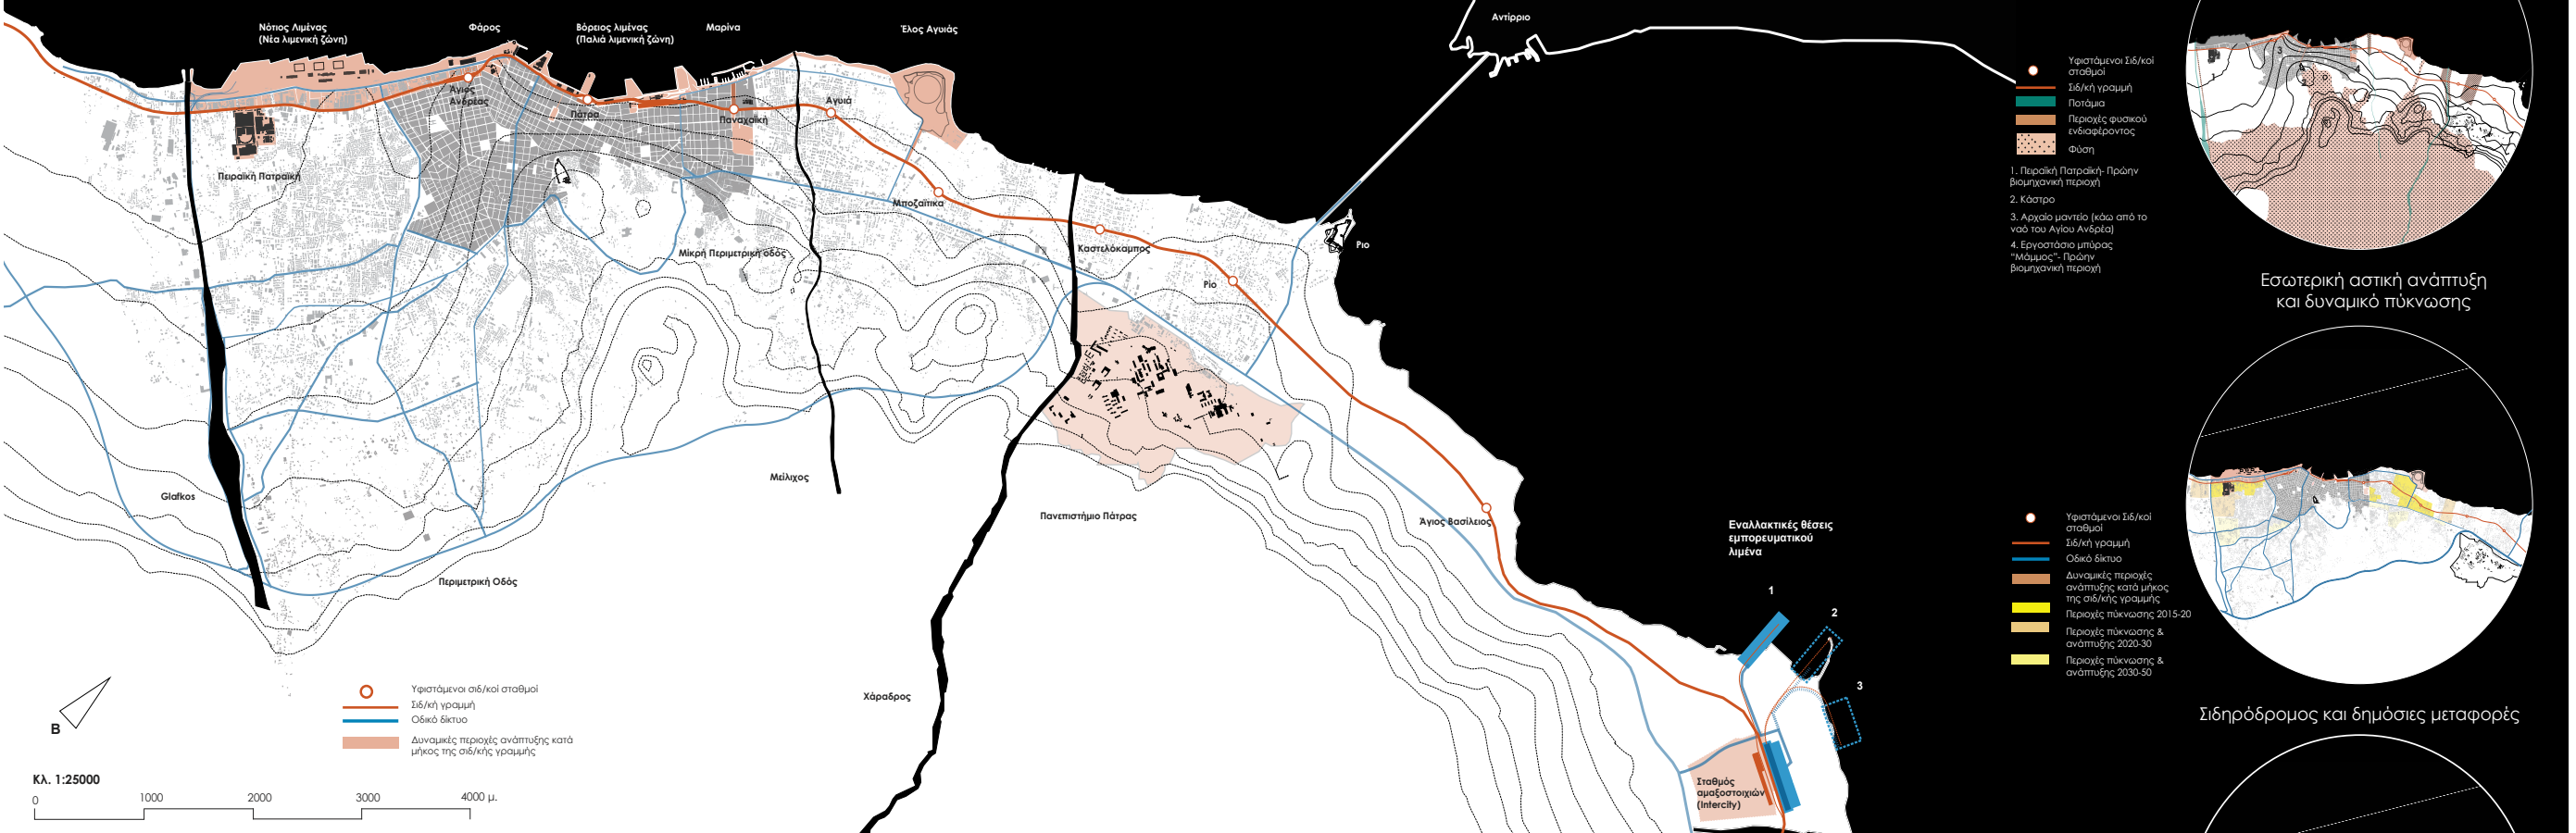 Νότιος Λιμένας
(Νέα λιμενική ζώνη)
Φάρος
Βόρειος λιμένας
(Παλιά λιμενική ζώνη)
Μαρίνα
Έλος Αγυιάς
Αντίρριο
Άγιος
Ανδρέας
Πάτρα
Παναχαϊκή
Αγυιά
Πειραϊκή Πατραϊκή
Μποζαΐτικα
Μικρή Περιμετρική οδός
Καστελόκαμπος
Ρίο
Ριο
Glafkos
Μείλιχος
Πανεπιστήμιο Πάτρας
Άγιος Βασίλειος
Περιμετρική Οδός
Χάραδρος
Εναλλακτικές θέσεις
εμπορευματικού
λιμένα
1
2
3
Σταθμός
αμαξοστοιχιών
(Intercity)
Β
Υφιστάμενοι σιδ/κοί σταθμοί
Σιδ/κή γραμμή
Οδικό δίκτυο
Δυναμικές περιοχές ανάπτυξης κατά
μήκος της σιδ/κής γραμμής
Κλ. 1:25000
0 1000 2000 3000 4000 μ.
Υφιστάμενοι Σιδ/κοί
σταθμοί
Σιδ/κή γραμμή
Ποτάμια
Περιοχές φυσικού
ενδιαφέροντος
Φύση
1. Πειραϊκή Πατραϊκή- Πρώην
βιομηχανική περιοχή
2. Κάστρο
3. Αρχαίο μαντείο (κάω από το
ναό του Αγίου Ανδρέα)
4. Εργοστάσιο μπύρας
"Μάμμος"- Πρώην
βιομηχανική περιοχή
1
3
4
Εσωτερική αστική ανάπτυξη
και δυναμικό πύκνωσης
Υφιστάμενοι Σιδ/κοί
σταθμοί
Σιδ/κή γραμμή
Οδικό δίκτυο
Δυναμικές περιοχές
ανάπτυξης κατά μήκος
της σιδ/κής γραμμής
Περιοχές πύκνωσης 2015-20
Περιοχές πύκνωσης &
ανάπτυξης 2020-30
Περιοχές πύκνωσης &
ανάπτυξης 2030-50
Σιδηρόδρομος και δημόσιες μεταφορές